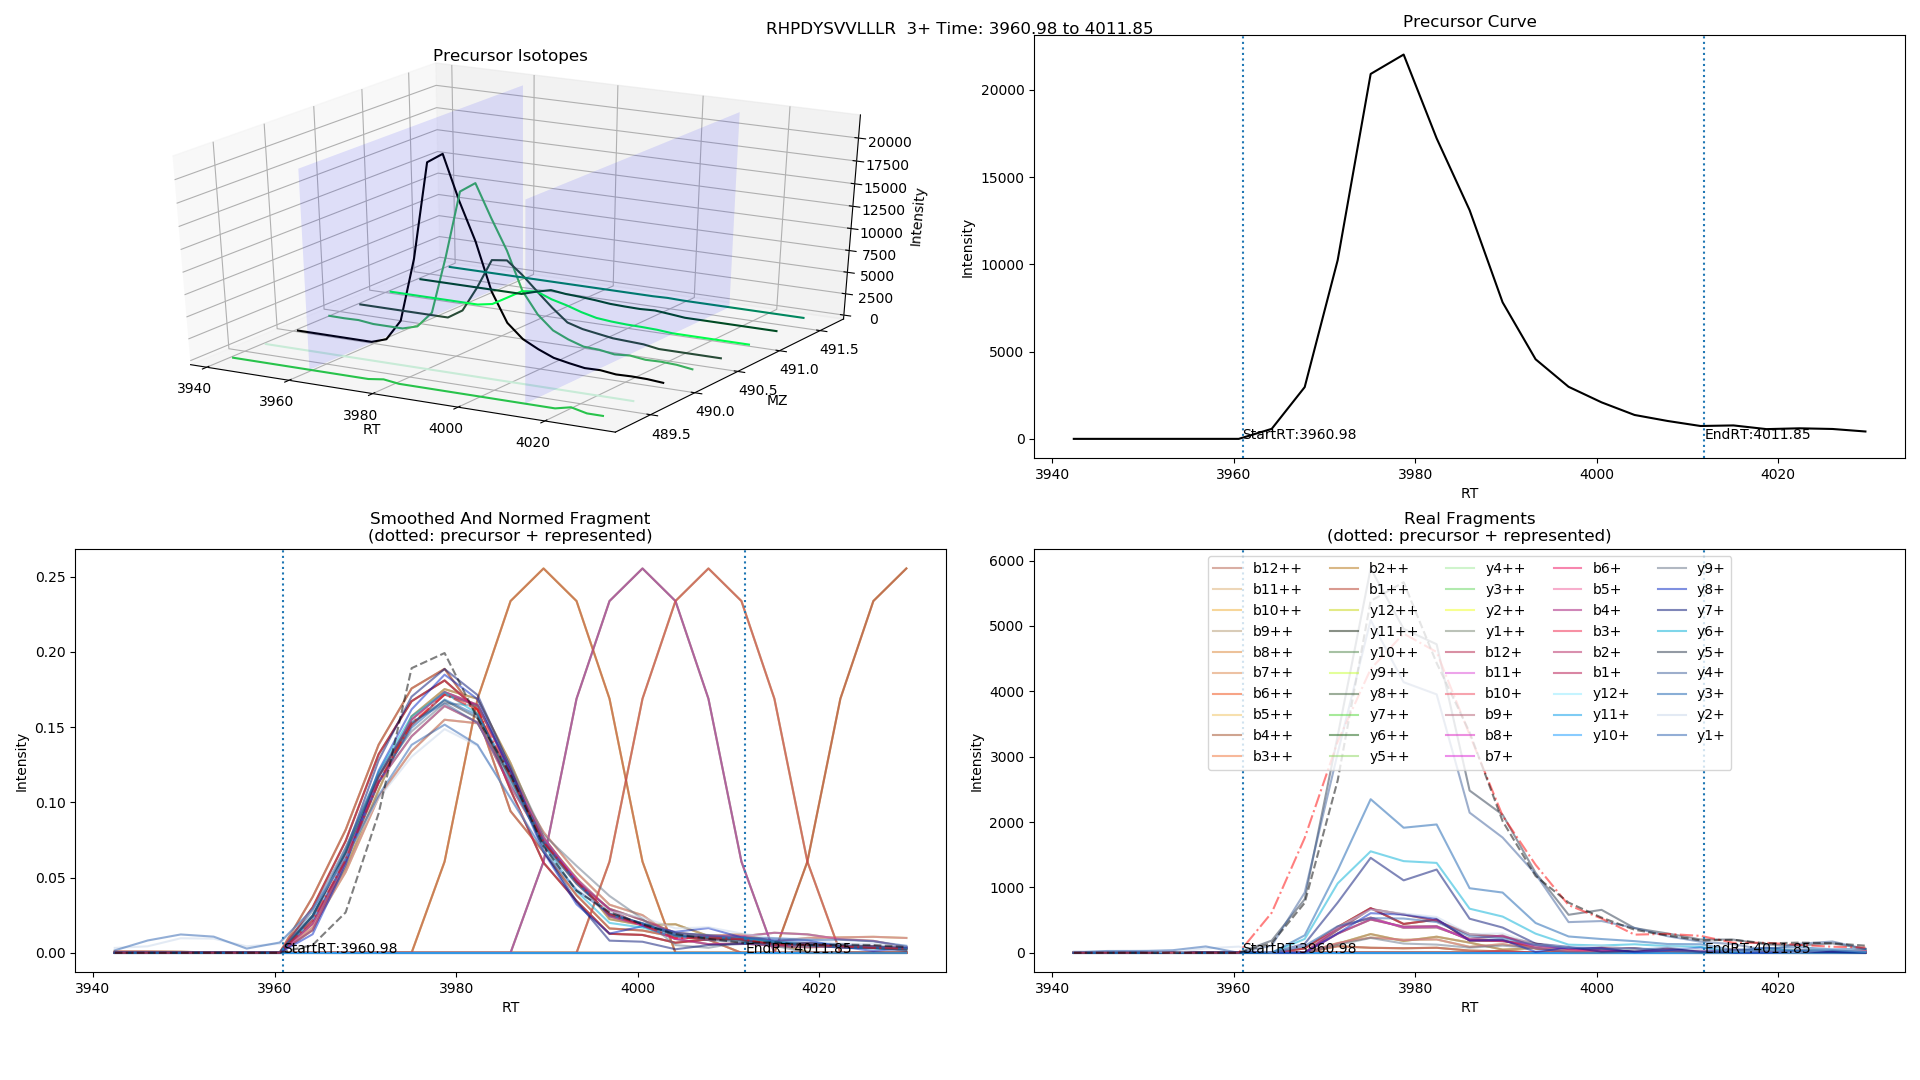 RHPDYSVVLLLR  3+ Time: 3960.98 to 4011.85
Precursor Isotopes
20000
17500
15000
12500
10000
7500
5000
2500
0
Intensity
491.5
491.0
490.5
490.0
489.5
MZ
3940
3960
3980
4000
4020
RT
Precursor Curve
20000
15000
10000
5000
0
Intensity
StartRT:3960.98
EndRT:4011.85
3940
3960
3980
4000
4020
RT
Smoothed And Normed Fragment
(dotted: precursor + represented)
0.25
0.20
0.15
0.10
0.05
0.00
Intensity
StartRT:3960.98
EndRT:4011.85
3940
3960
3980
4000
4020
RT
Real Fragments
(dotted: precursor + represented)
6000
5000
4000
3000
2000
1000
0
Intensity
b12++
b11++
b10++
b9++
b8++
b7++
b6++
b5++
b4++
b3++
b2++
b1++
y12++
y11++
y10++
y9++
y8++
y7++
y6++
y5++
y4++
y3++
y2++
y1++
b12+
b11+
b10+
b9+
b8+
b7+
b6+
b5+
b4+
b3+
b2+
b1+
y12+
y11+
y10+
y9+
y8+
y7+
y6+
y5+
y4+
y3+
y2+
y1+
StartRT:3960.98
EndRT:4011.85
3940
3960
3980
4000
4020
RT